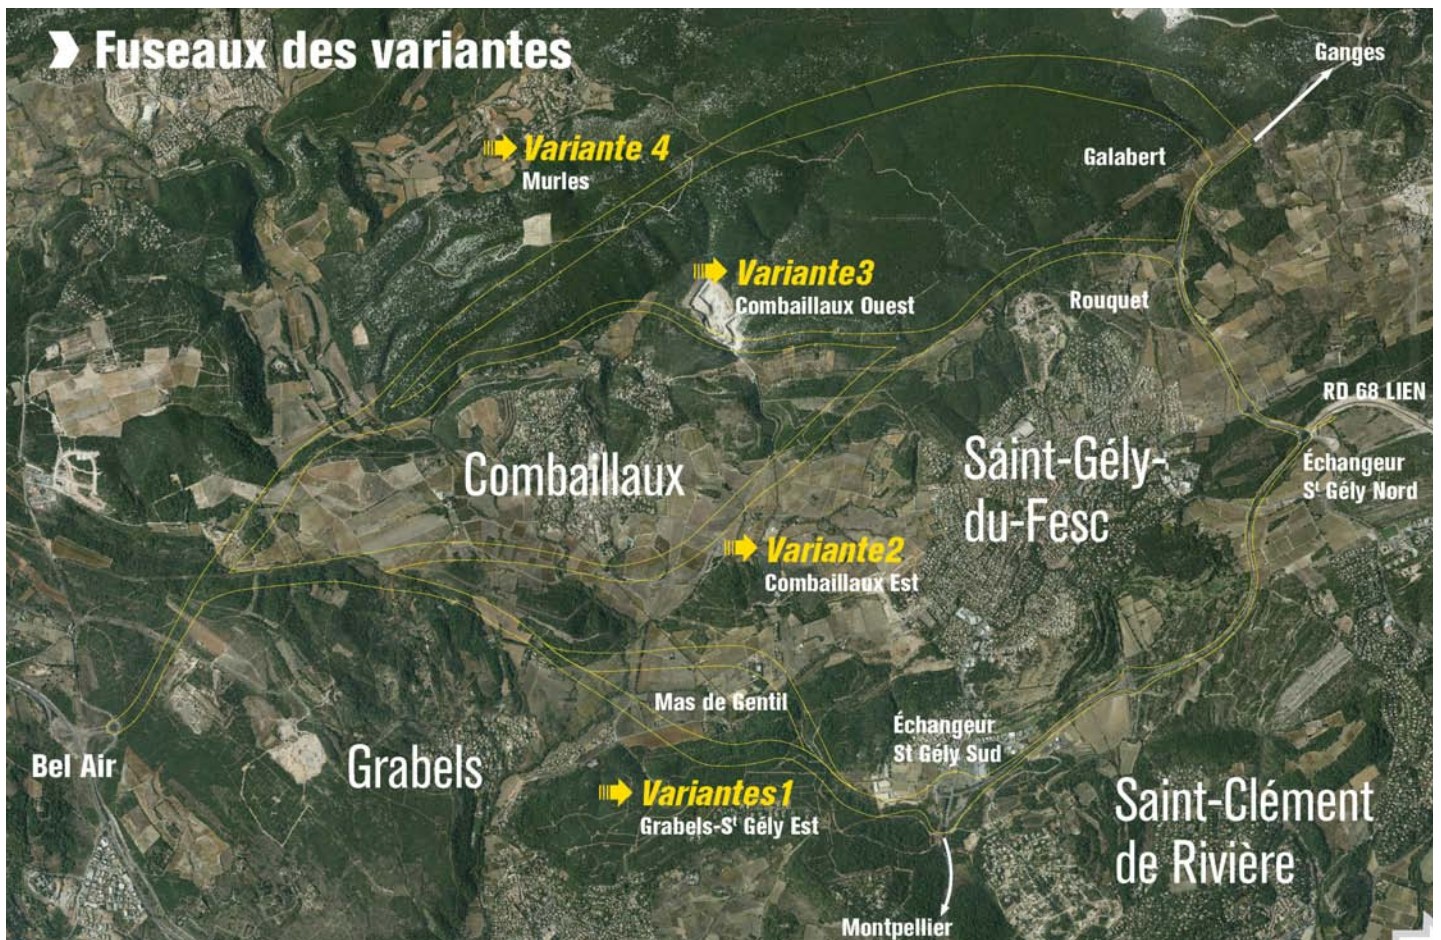 Fuseaux des variantes
Ganges
Variante 4
Murles
Galabert
Variante3
Combaillaux Ouest
Rouquet
RD 68 LIEN
Combaillaux
Saint-Gély-
du-Fesc
Échangeur
Sᵗ Gély Nord
Variante2
Combaillaux Est
Mas de Gentil
Échangeur
St Gély Sud
Bel Air
Grabels
Variantes1
Grabels-Sᵗ Gély Est
Saint-Clément
de Rivière
Montpellier